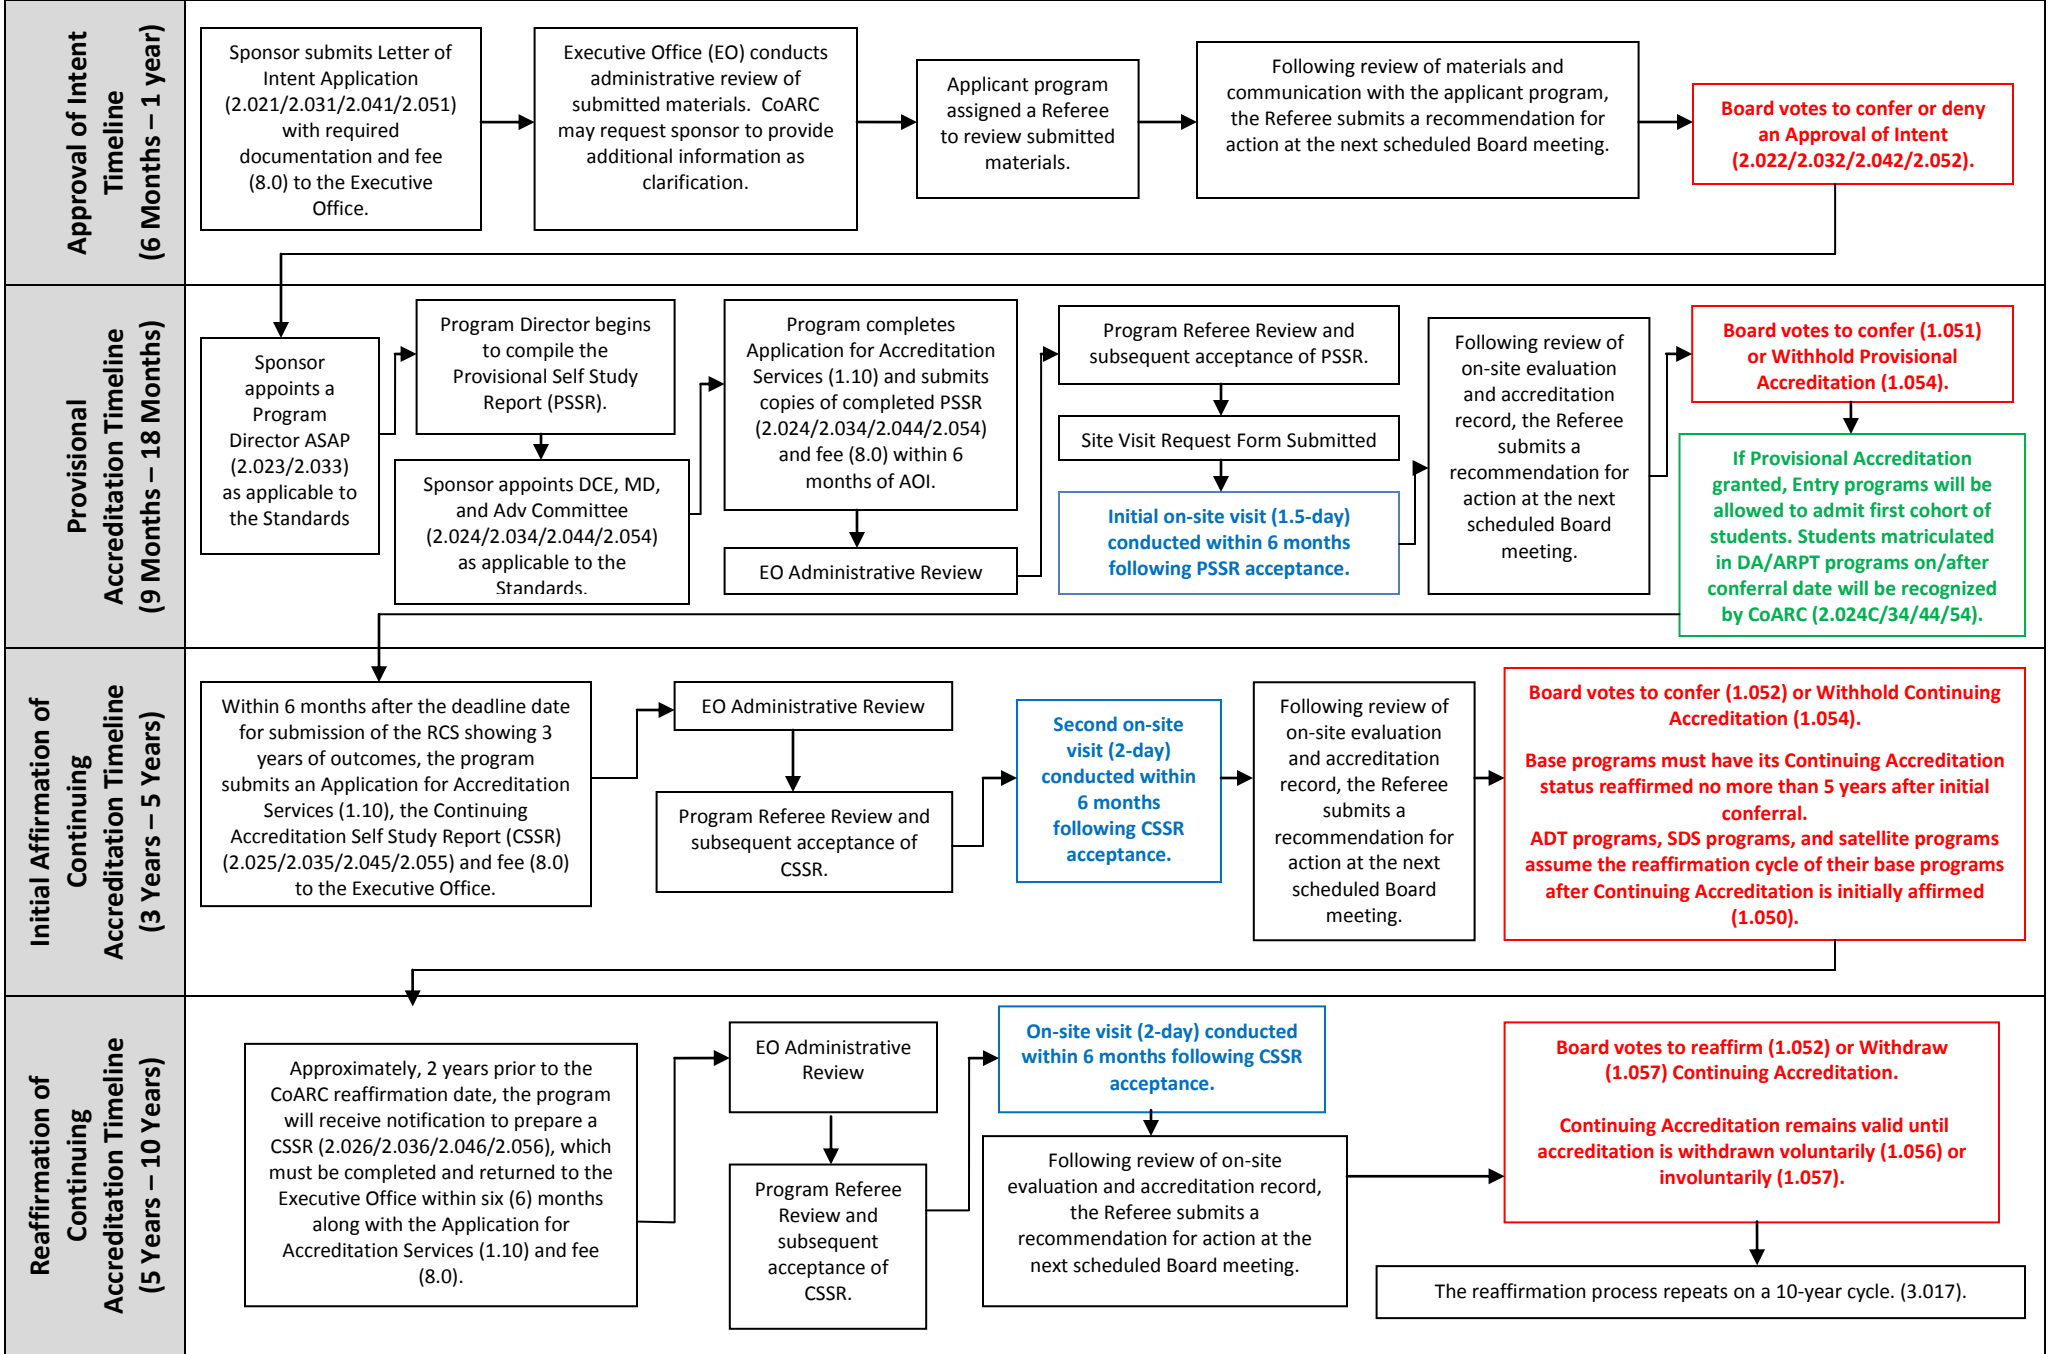 Approval of Intent
Timeline
(6 Months – 1 year)
Sponsor submits Letter of
Intent Application
(2.021/2.031/2.041/2.051)
with required
documentation and fee
(8.0) to the Executive
Office.
Executive Office (EO) conducts
administrative review of
submitted materials.  CoARC
may request sponsor to provide
additional information as
clarification.
Applicant program
assigned a Referee
to review submitted
materials.
Following review of materials and
communication with the applicant program,
the Referee submits a recommendation for
action at the next scheduled Board meeting.
Board votes to confer or deny
an Approval of Intent
(2.022/2.032/2.042/2.052).
Provisional
Accreditation Timeline
(9 Months – 18 Months)
Sponsor
appoints a
Program
Director ASAP
(2.023/2.033)
as applicable to
the Standards
Program Director begins
to compile the
Provisional Self Study
Report (PSSR).
Sponsor appoints DCE, MD,
and Adv Committee
(2.024/2.034/2.044/2.054)
as applicable to the
Standards.
Program completes
Application for Accreditation
Services (1.10) and submits
copies of completed PSSR
(2.024/2.034/2.044/2.054)
and fee (8.0) within 6
months of AOI.
EO Administrative Review
Program Referee Review and
subsequent acceptance of PSSR.
Site Visit Request Form Submitted
Initial on-site visit (1.5-day)
conducted within 6 months
following PSSR acceptance.
Following review of
on-site evaluation
and accreditation
record, the Referee
submits a
recommendation for
action at the next
scheduled Board
meeting.
Board votes to confer (1.051)
or Withhold Provisional
Accreditation (1.054).
If Provisional Accreditation
granted, Entry programs will be
allowed to admit first cohort of
students. Students matriculated
in DA/ARPT programs on/after
conferral date will be recognized
by CoARC (2.024C/34/44/54).
Initial Affirmation of
Continuing
Accreditation Timeline
(3 Years – 5 Years)
Within 6 months after the deadline date
for submission of the RCS showing 3
years of outcomes, the program
submits an Application for Accreditation
Services (1.10), the Continuing
Accreditation Self Study Report (CSSR)
(2.025/2.035/2.045/2.055) and fee (8.0)
to the Executive Office.
EO Administrative Review
Program Referee Review and
subsequent acceptance of
CSSR.
Second on-site
visit (2-day)
conducted within
6 months
following CSSR
acceptance.
Following review of
on-site evaluation
and accreditation
record, the Referee
submits a
recommendation for
action at the next
scheduled Board
meeting.
Board votes to confer (1.052) or Withhold Continuing
Accreditation (1.054).
Base programs must have its Continuing Accreditation
status reaffirmed no more than 5 years after initial
conferral.
ADT programs, SDS programs, and satellite programs
assume the reaffirmation cycle of their base programs
after Continuing Accreditation is initially affirmed
(1.050).
Reaffirmation of
Continuing
Accreditation Timeline
(5 Years – 10 Years)
Approximately, 2 years prior to the
CoARC reaffirmation date, the program
will receive notification to prepare a
CSSR (2.026/2.036/2.046/2.056), which
must be completed and returned to the
Executive Office within six (6) months
along with the Application for
Accreditation Services (1.10) and fee
(8.0).
EO Administrative
Review
Program Referee
Review and
subsequent
acceptance of
CSSR.
On-site visit (2-day) conducted
within 6 months following CSSR
acceptance.
Following review of on-site
evaluation and accreditation record,
the Referee submits a
recommendation for action at the
next scheduled Board meeting.
Board votes to reaffirm (1.052) or Withdraw
(1.057) Continuing Accreditation.
Continuing Accreditation remains valid until
accreditation is withdrawn voluntarily (1.056) or
involuntarily (1.057).
The reaffirmation process repeats on a 10-year cycle. (3.017).